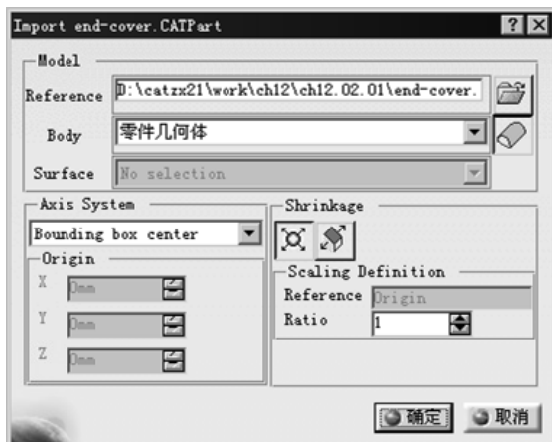 Import end-cover.CATPart
Model
Reference D:\catzx21\work\ch12\ch12.02.01\end-cover.
Body 零件几何体
Surface No selection
Axis System
Bounding box center
Origin
X 0mm
Y 0mm
Z 0mm
Shrinkage
Scaling Definition
Reference Origin
Ratio 1
确定 取消